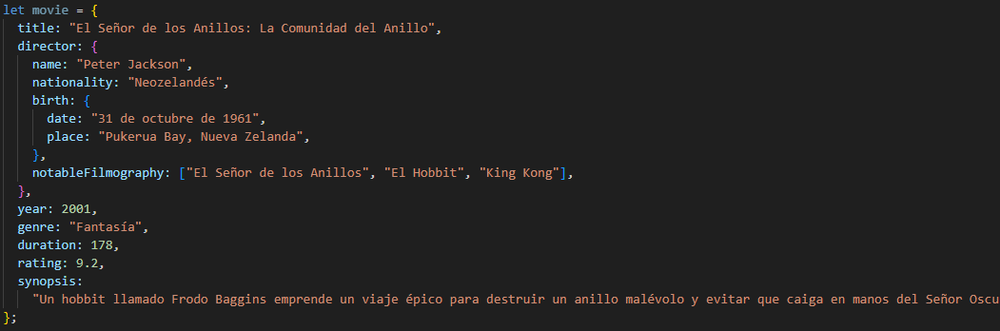 let movie = {
title: "El Señor de los Anillos: La Comunidad del Anillo",
director: {
name: "Peter Jackson",
nationality: "Neozelandés",
birth: {
date: "31 de octubre de 1961",
place: "Pukerua Bay, Nueva Zelanda",
},
notableFilmography: ["El Señor de los Anillos", "El Hobbit", "King Kong"],
},
year: 2001,
genre: "Fantasía",
duration: 178,
rating: 9.2,
synopsis:
"Un hobbit llamado Frodo Baggins emprende un viaje épico para destruir un anillo malévolo y evitar que caiga en manos del Señor Oscu
};